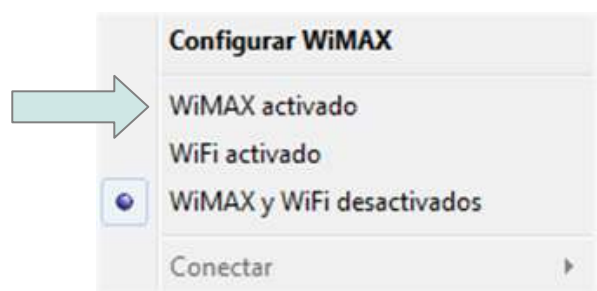 Configurar WiMAX
WiMAX activado
WiFi activado
WiMAX y WiFi desactivados
Conectar